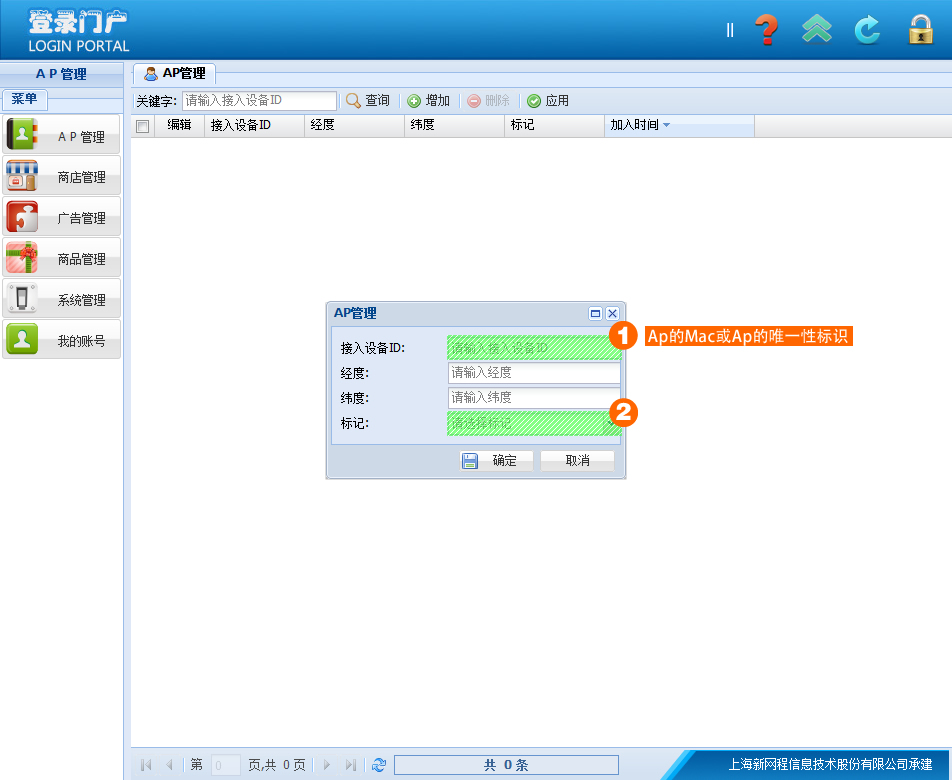 登录门户
LOGIN PORTAL
||
A P 管理
菜单
A P 管理
商店管理
广告管理
商品管理
系统管理
我的账号
AP管理
关键字: 请输入接入设备ID 查询 增加 删除 应用
编辑 接入设备ID 经度 纬度 标记 加入时间
AP管理
接入设备ID: 请输入接入设备ID
1 Ap的Mac或Ap的唯一性标识
经度: 请输入经度
纬度: 请输入纬度
2
标记: 请选择标记
确定 取消
第 0 页,共 0 页 共 0 条
上海新网程信息技术股份有限公司承建